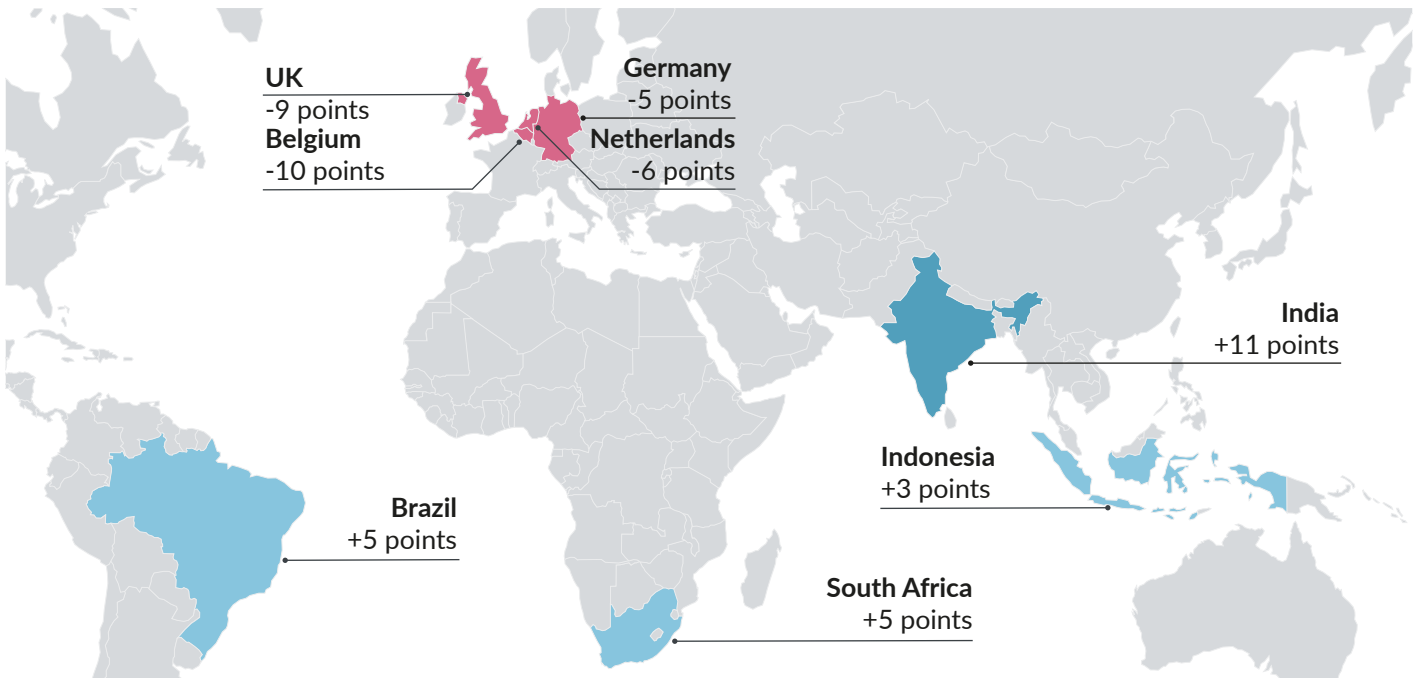 UK
-9 points
Belgium
-10 points
Germany
-5 points
Netherlands
-6 points
India
+11 points
Indonesia
+3 points
Brazil
+5 points
South Africa
+5 points